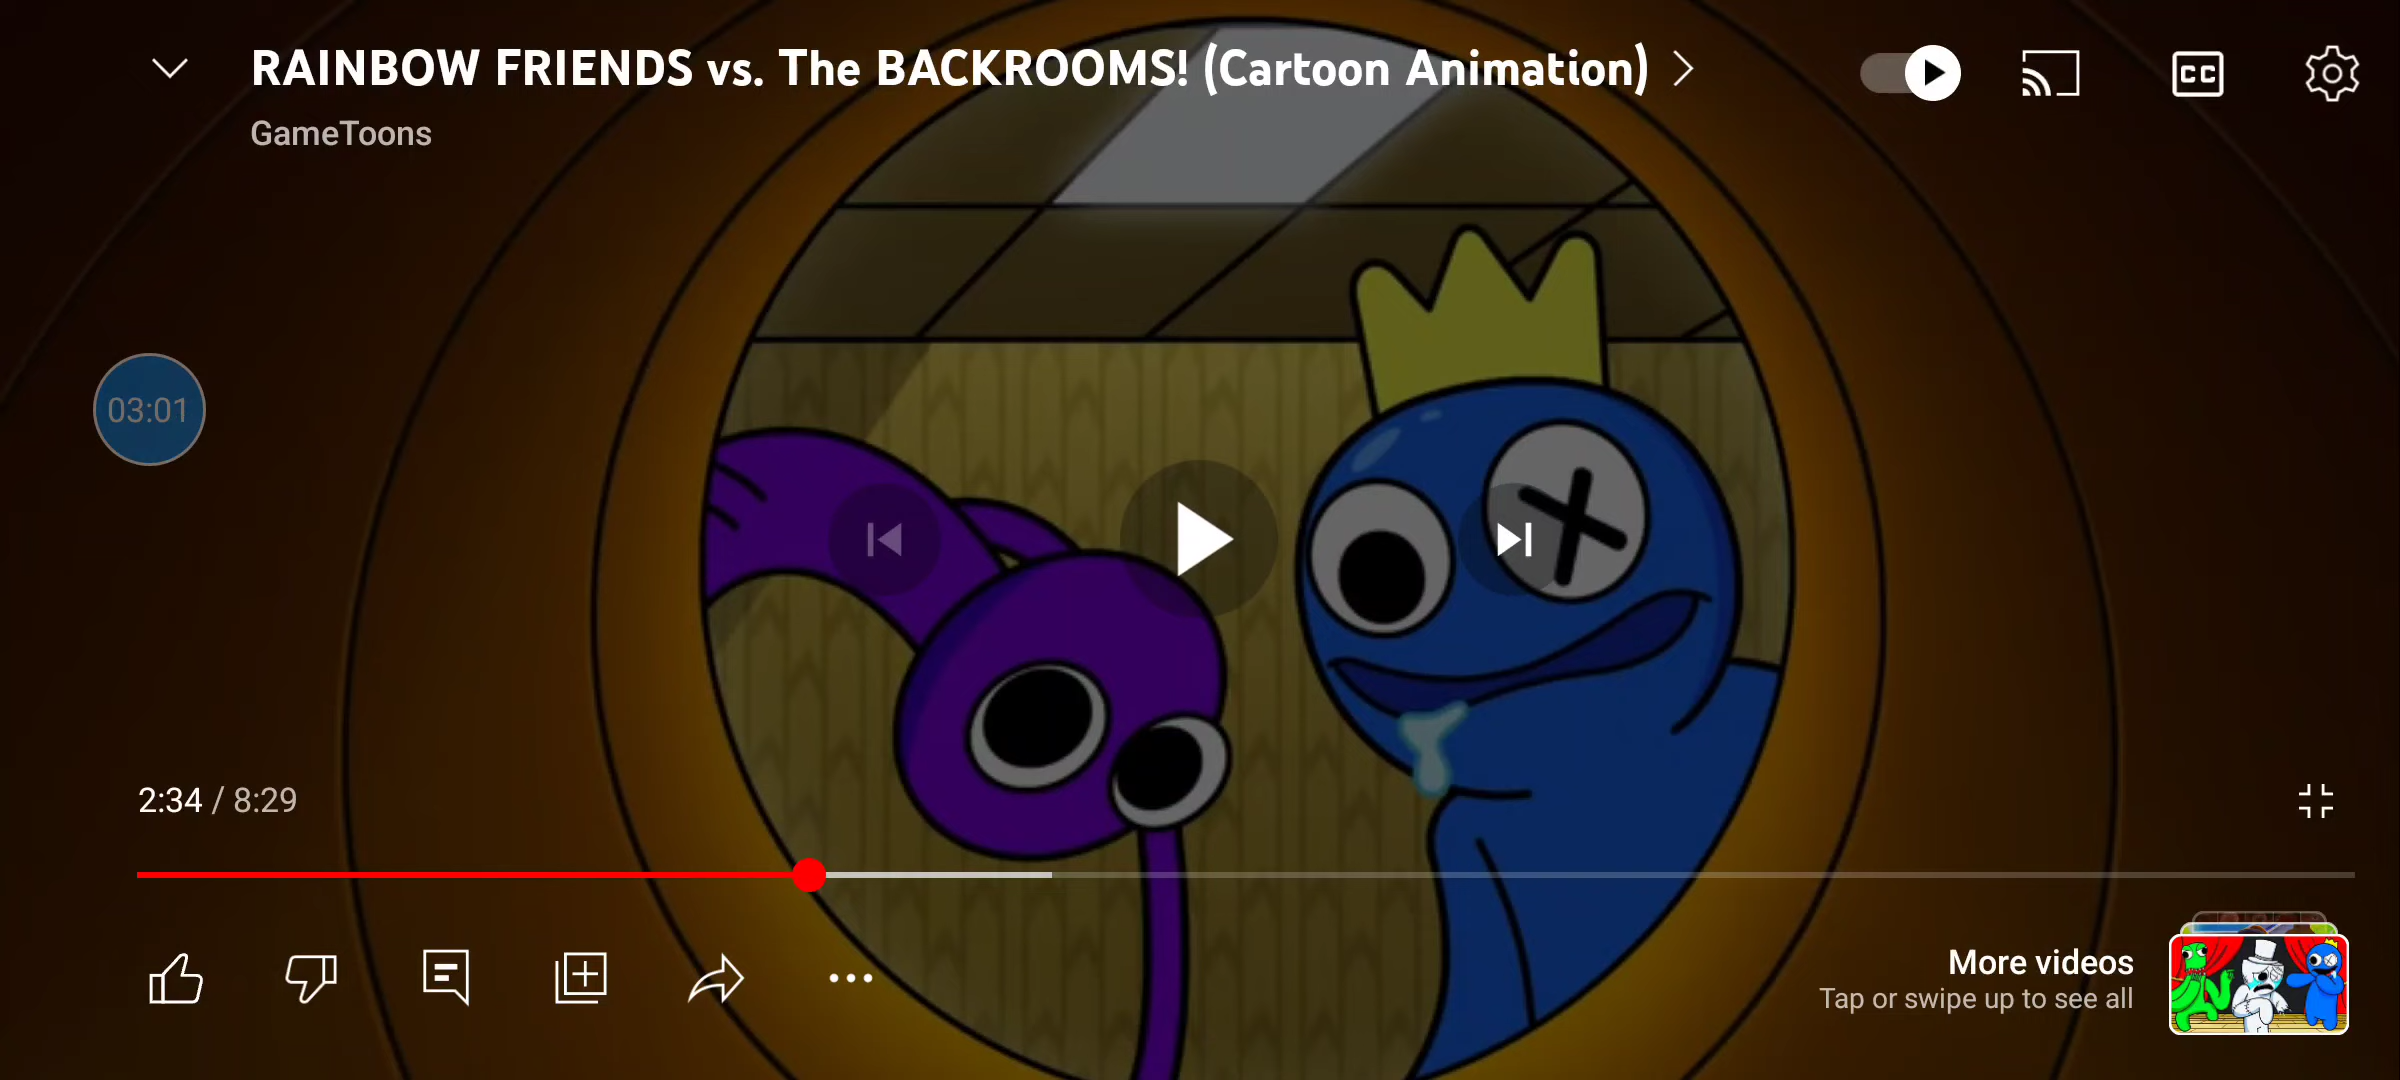 RAINBOW FRIENDS vs. The BACKROOMS! (Cartoon Animation)
CC
GameToons
03:01
2:34 / 8:29
More videos
Tap or swipe up to see all